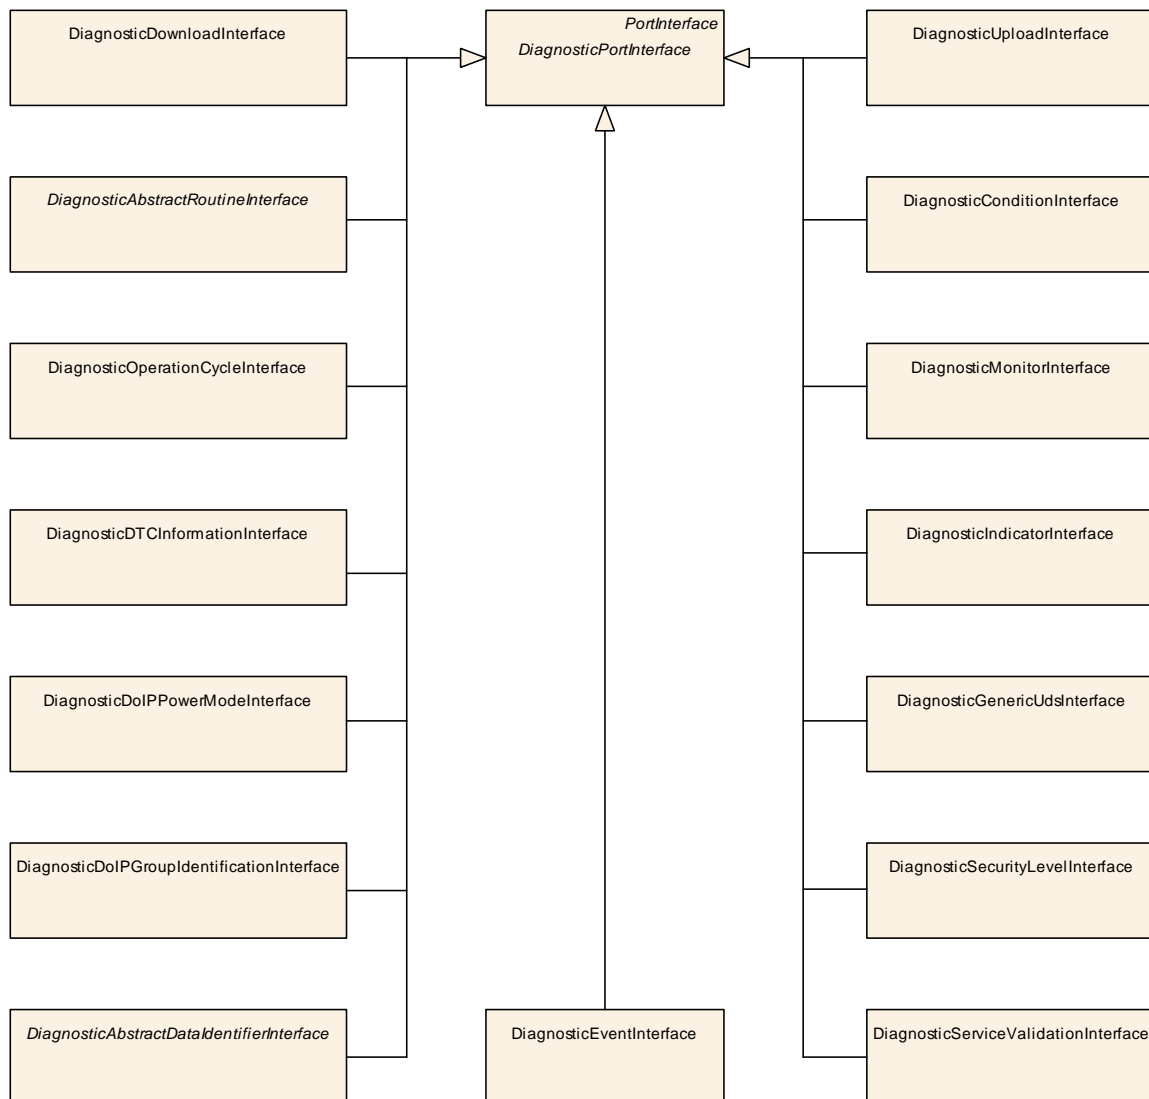 DiagnosticDownloadInterface
PortInterface
DiagnosticPortInterface
DiagnosticUploadInterface
DiagnosticAbstractRoutineInterface
DiagnosticConditionInterface
DiagnosticOperationCycleInterface
DiagnosticMonitorInterface
DiagnosticDTCInformationInterface
DiagnosticIndicatorInterface
DiagnosticDoIPPowerModeInterface
DiagnosticGenericUdsInterface
DiagnosticDoIPGroupIdentificationInterface
DiagnosticSecurityLevelInterface
DiagnosticAbstractDataIdentifierInterface
DiagnosticEventInterface
DiagnosticServiceValidationInterface